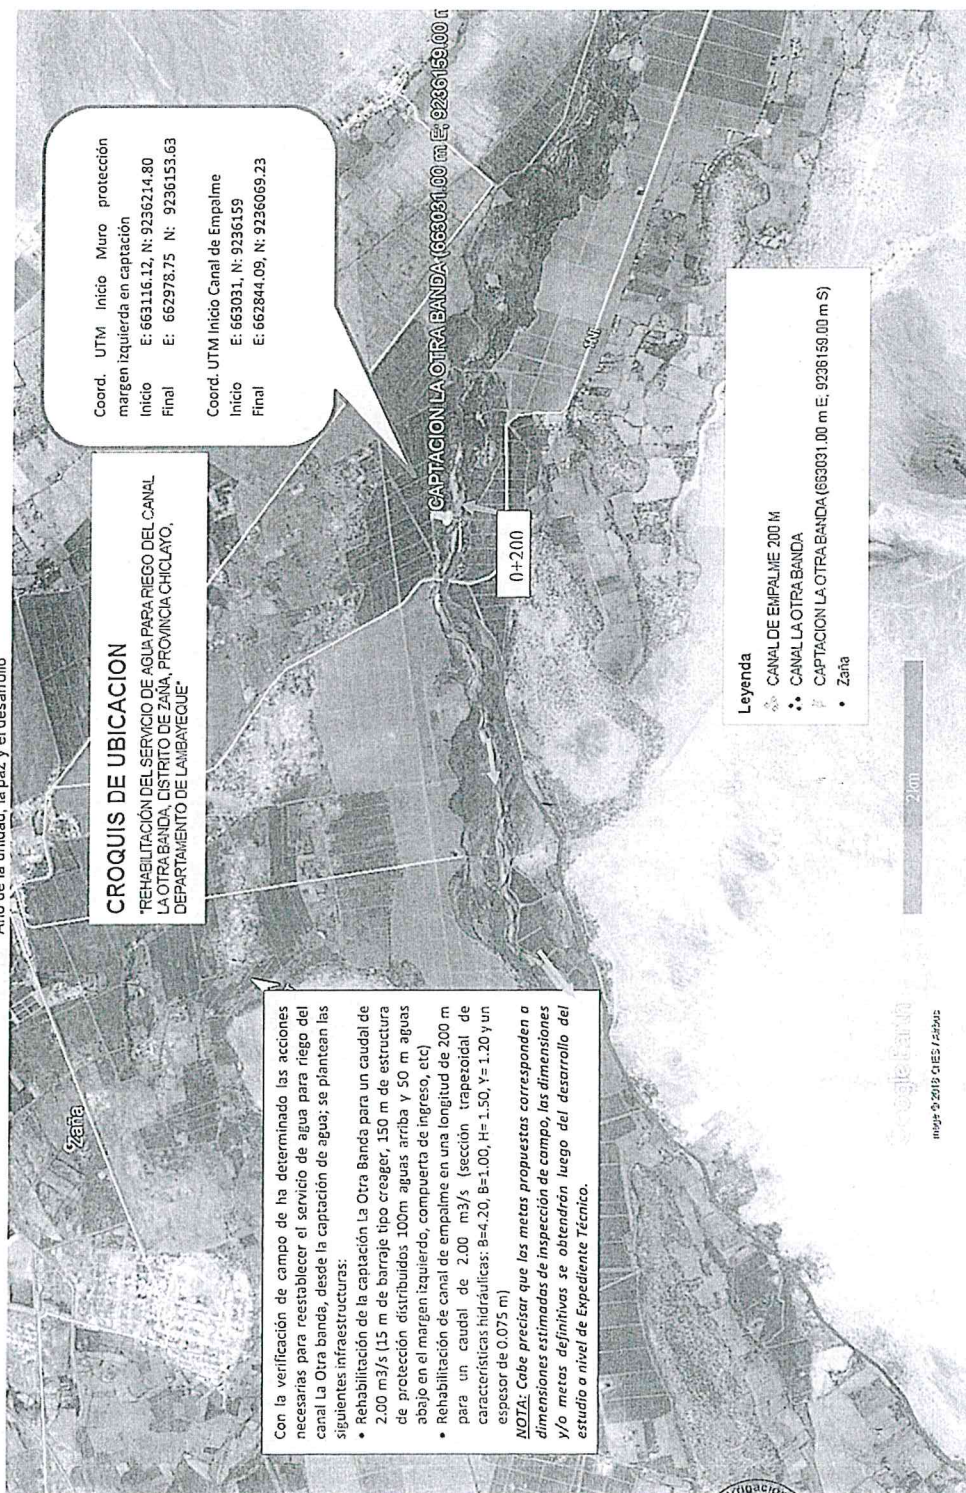 Año de la unidad, la paz y el desarrollo
CROQUIS DE UBICACION
"REHABILITACIÓN DEL SERVICIO DE AGUA PARA RIEGO DEL CANAL
LA OTRA BANDA, DISTRITO DE ZAÑA, PROVINCIA CHICLAYO,
DEPARTAMENTO DE LAMBAYEQUE"
Coord. UTM Inicio Muro protección
margen izquierda en captación
Inicio E: 663116.12, N: 9236214.80
Final E: 662978.75 N: 9236153.63
Coord. UTM Inicio Canal de Empalme
Inicio E: 663031, N: 9236159
Final E: 662844.09, N: 9236069.23
Zaña
CAPTACION LA OTRA BANDA (663031.00 m E, 9236159.00 m
0+200
Con la verificación de campo de ha determinado las acciones
necesarias para reestablecer el servicio de agua para riego del
canal La Otra banda, desde la captación de agua; se plantean las
siguientes infraestructuras:
• Rehabilitación de la captación La Otra Banda para un caudal de
2.00 m3/s (15 m de barraje tipo creager, 150 m de estructura
de protección distribuidos 100m aguas arriba y 50 m aguas
abajo en el margen izquierdo, compuerta de ingreso, etc)
• Rehabilitación de canal de empalme en una longitud de 200 m
para un caudal de 2.00 m3/s (sección trapezoidal de
características hidráulicas: B=4.20, B=1.00, H= 1.50, Y= 1.20 y un
espesor de 0.075 m)
NOTA: Cabe precisar que las metas propuestas corresponden a
dimensiones estimadas de inspección de campo, las dimensiones
y/o metas definitivas se obtendrán luego del desarrollo del
estudio a nivel de Expediente Técnico.
Leyenda
CANAL DE EMPALME 200 M
CANAL LA OTRA BANDA
CAPTACION LA OTRA BANDA (663031.00 m E, 9236159.00 m S)
• Zaña
2 km
Google Earth
Image © 2018 CNES / Airbus